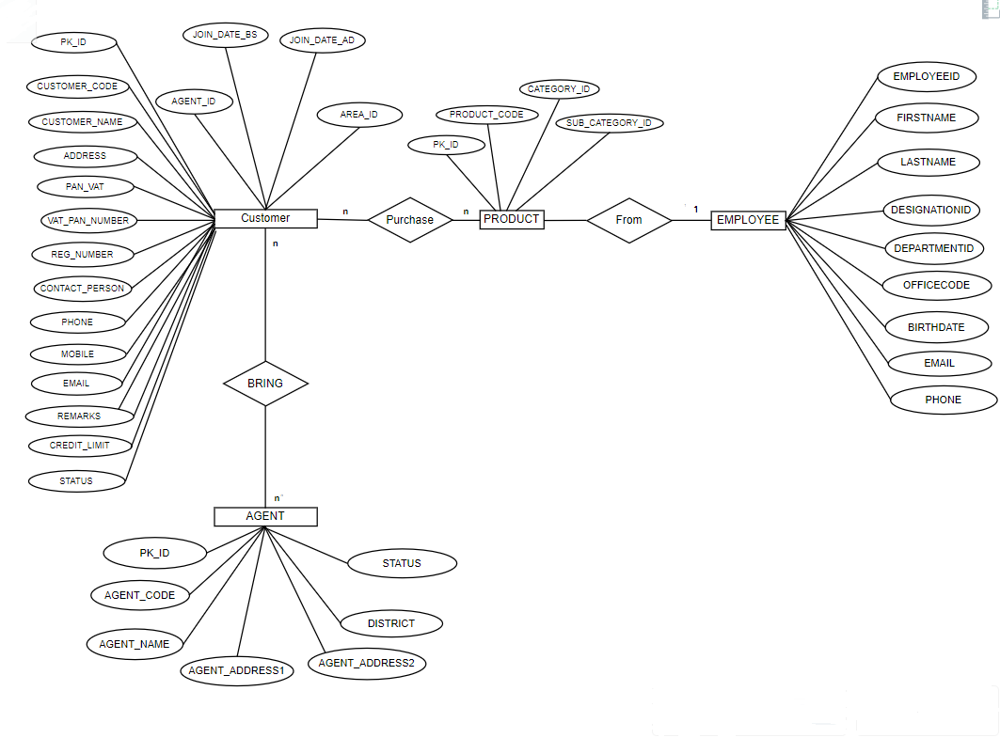 PK_ID
CUSTOMER_CODE
CUSTOMER_NAME
ADDRESS
PAN_VAT
VAT_PAN_NUMBER
REG_NUMBER
CONTACT_PERSON
PHONE
MOBILE
EMAIL
REMARKS
CREDIT_LIMIT
STATUS
JOIN_DATE_BS
JOIN_DATE_AD
AGENT_ID
AREA_ID
Customer
n
Purchase
n
n
CATEGORY_ID
PRODUCT_CODE
SUB_CATEGORY_ID
PK_ID
PRODUCT
From
1
EMPLOYEE
EMPLOYEEID
FIRSTNAME
LASTNAME
DESIGNATIONID
DEPARTMENTID
OFFICECODE
BIRTHDATE
EMAIL
PHONE
BRING
n
AGENT
PK_ID
AGENT_CODE
AGENT_NAME
AGENT_ADDRESS1
AGENT_ADDRESS2
DISTRICT
STATUS